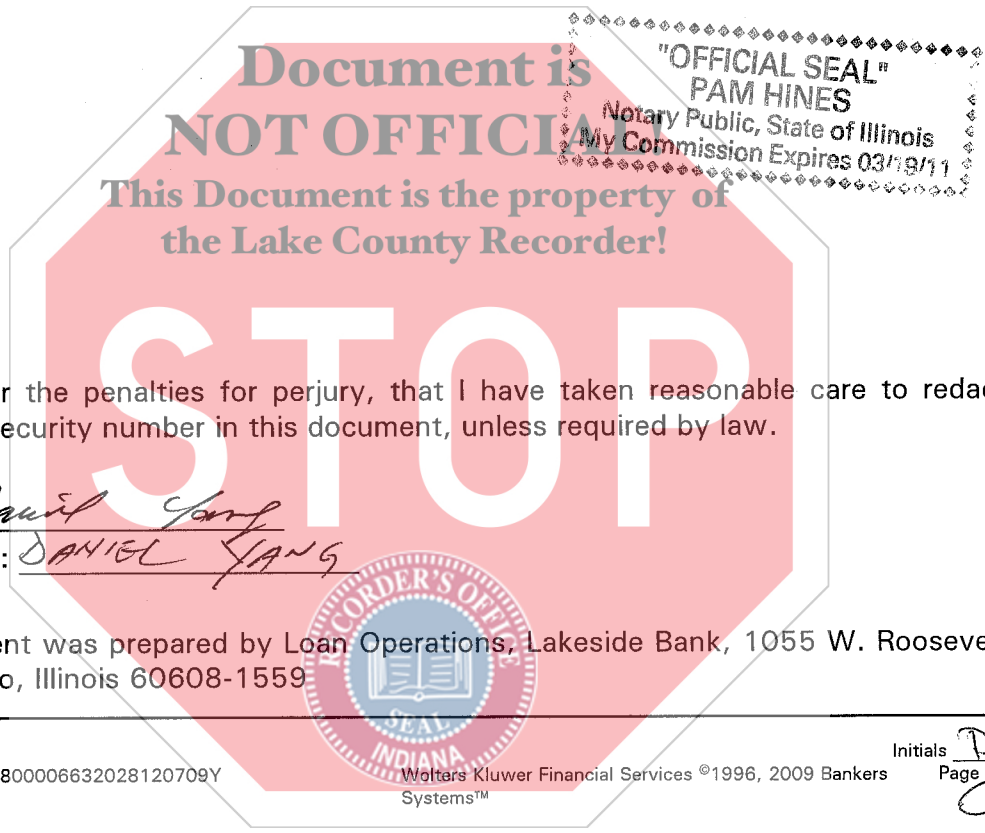 Document is
NOT OFFICIAL!
This Document is the property of
the Lake County Recorder!
"OFFICIAL SEAL"
PAM HINES
Notary Public, State of Illinois
My Commission Expires 03/19/11
STOP
r the penalties for perjury, that I have taken reasonable care to redac
ecurity number in this document, unless required by law.
Daniel Yang
: DANIEL YANG
RECORDER'S OFFICE
SEAL
INDIANA
ent was prepared by Loan Operations, Lakeside Bank, 1055 W. Rooseve
o, Illinois 60608-1559
Initials D
800006632028120709Y
Wolters Kluwer Financial Services ©1996, 2009 Bankers
Systems™
Page